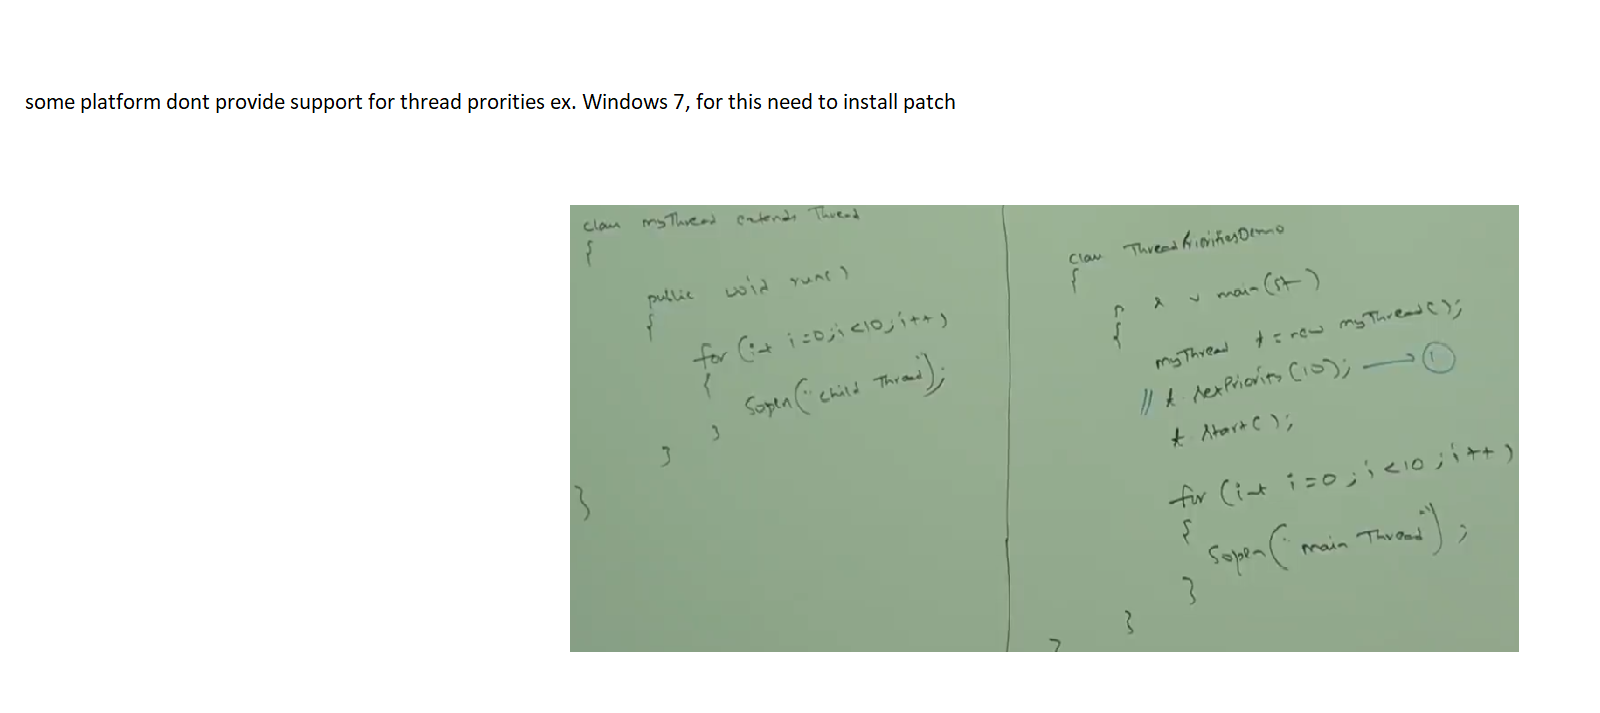 some platform dont provide support for thread prorities ex. Windows 7, for this need to install patch
class myThread extends Thread
{
public void run()
{
for (int i=0;i<10;i++)
{
Sopln("child Thread");
}
}
}
class ThreadPrioritiesDemo
{
p s v main(st)
{
myThread t = new myThread();
// t.setPriority(10); → 1
t.start();
for (int i=0;i<10;i++)
{
Sopln("main Thread");
}
}
}